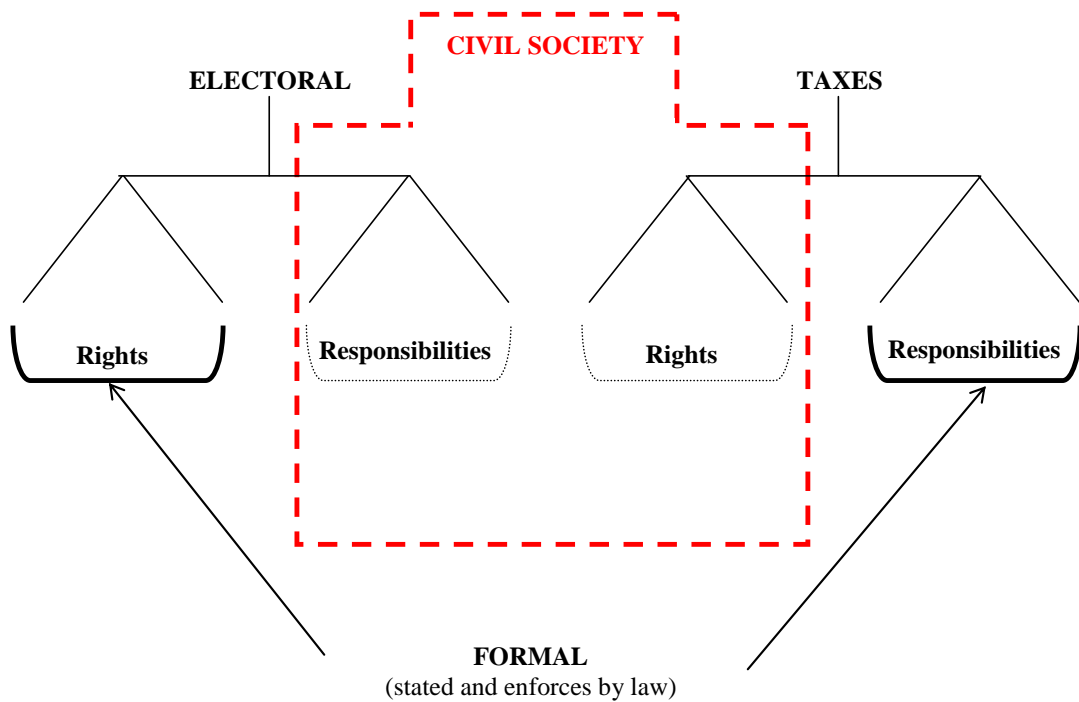 CIVIL SOCIETY
ELECTORAL
TAXES
Rights
Responsibilities
Rights
Responsibilities
FORMAL
(stated and enforces by law)